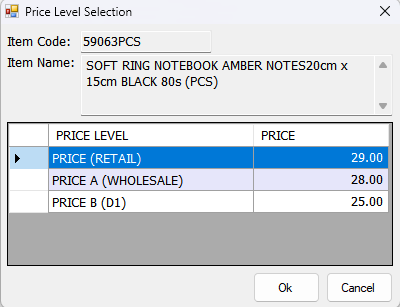 Price Level Selection
Item Code: 59063PCS
Item Name: SOFT RING NOTEBOOK AMBER NOTES20cm x
15cm BLACK 80s (PCS)
PRICE LEVEL PRICE
PRICE (RETAIL) 29.00
PRICE A (WHOLESALE) 28.00
PRICE B (D1) 25.00
Ok Cancel